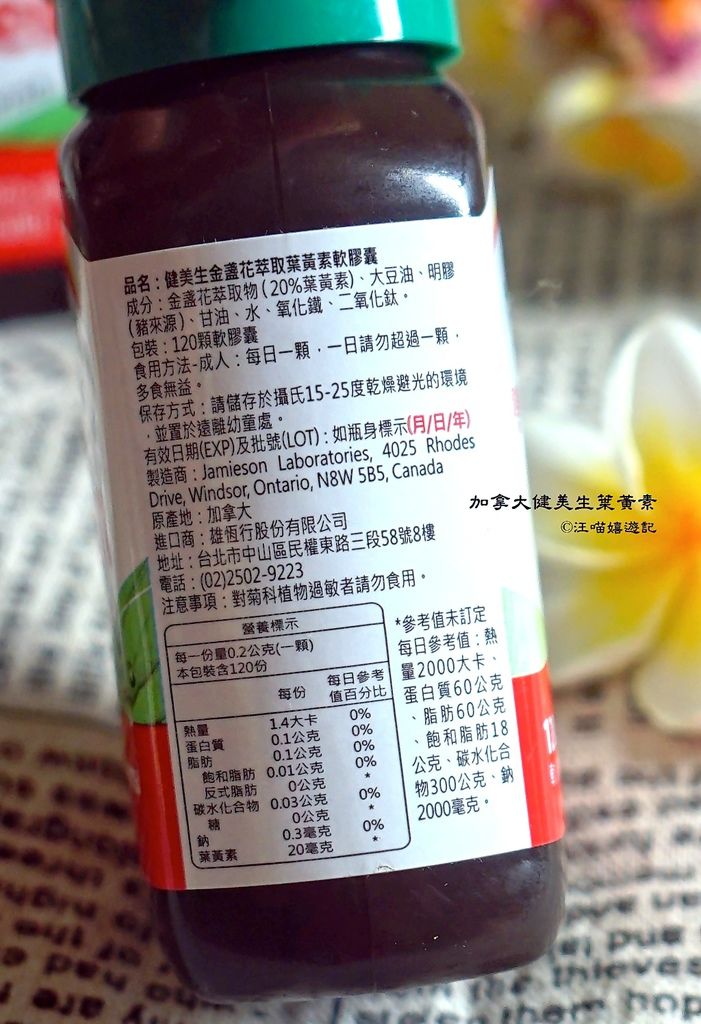 品名：健美生金盞花萃取葉黃素軟膠囊
成分：金盞花萃取物(20%葉黃素)、大豆油、明膠
(豬來源)、甘油、水、氧化鐵、二氧化鈦。
包裝：120顆軟膠囊
食用方法-成人：每日一顆，一日請勿超過一顆，
多食無益。
保存方式：請儲存於攝氏15-25度乾燥避光的環境
，並置於遠離幼童處。
有效日期(EXP)及批號(LOT)：如瓶身標示(月/日/年)
製造商：Jamieson Laboratories, 4025 Rhodes
Drive, Windsor, Ontario, N8W 5B5, Canada
原產地：加拿大
進口商：雄恆行股份有限公司
地址：台北市中山區民權東路三段58號8樓
電話：(02)2502-9223
注意事項：對菊科植物過敏者請勿食用。
營養標示
每一份量0.2公克(一顆)
本包裝含120份
每份 每日參考
值百分比
熱量 1.4大卡 0%
蛋白質 0.1公克 0%
脂肪 0.1公克 0%
飽和脂肪 0.01公克 0%
反式脂肪 0公克 *
碳水化合物 0.03公克 0%
糖 0公克 *
鈉 0.3毫克 0%
葉黃素 20毫克 *
*參考值未訂定
每日參考值：熱
量2000大卡、
蛋白質60公克
、脂肪60公克
、飽和脂肪18
公克、碳水化合
物300公克、鈉
2000毫克。
加拿大健美生葉黃素
©汪喵嬉遊記